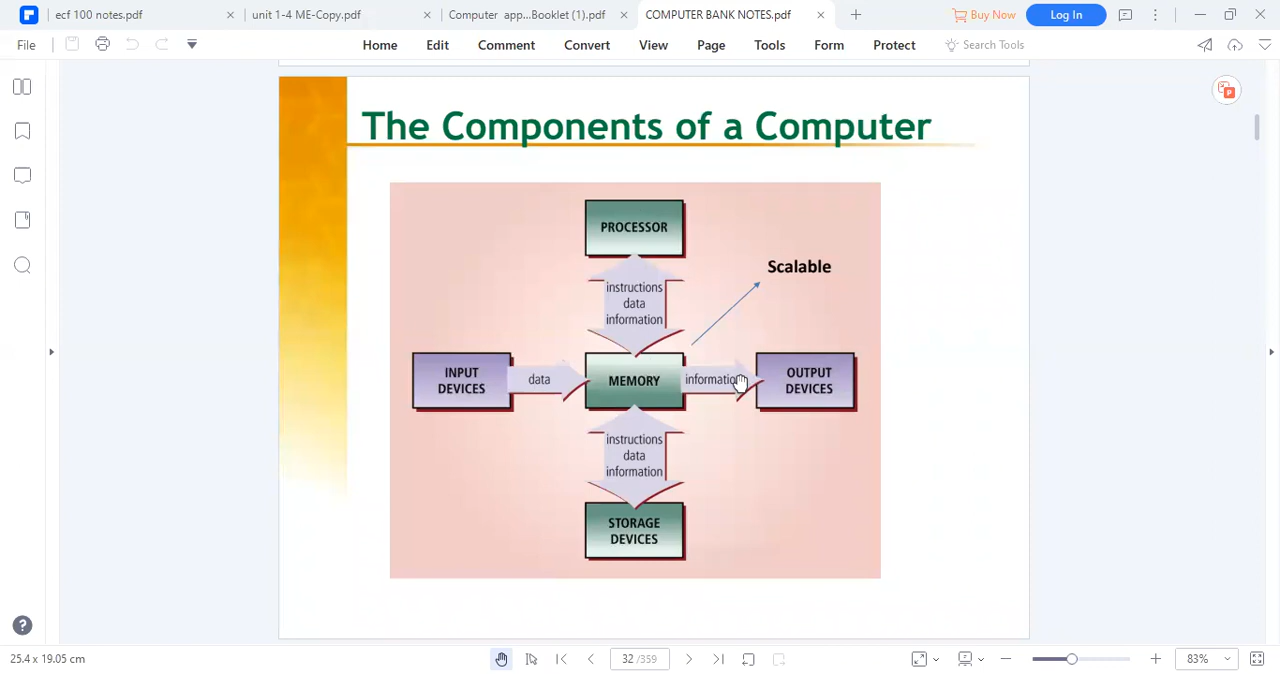 ecf 100 notes.pdf
unit 1-4 ME-Copy.pdf
Computer app...Booklet (1).pdf
COMPUTER BANK NOTES.pdf
Buy Now
Log In
File
Home
Edit
Comment
Convert
View
Page
Tools
Form
Protect
Search Tools
The Components of a Computer
PROCESSOR
Scalable
instructions
data
information
INPUT
DEVICES
data
MEMORY
information
OUTPUT
DEVICES
instructions
data
information
STORAGE
DEVICES
25.4 x 19.05 cm
32 /359
83%